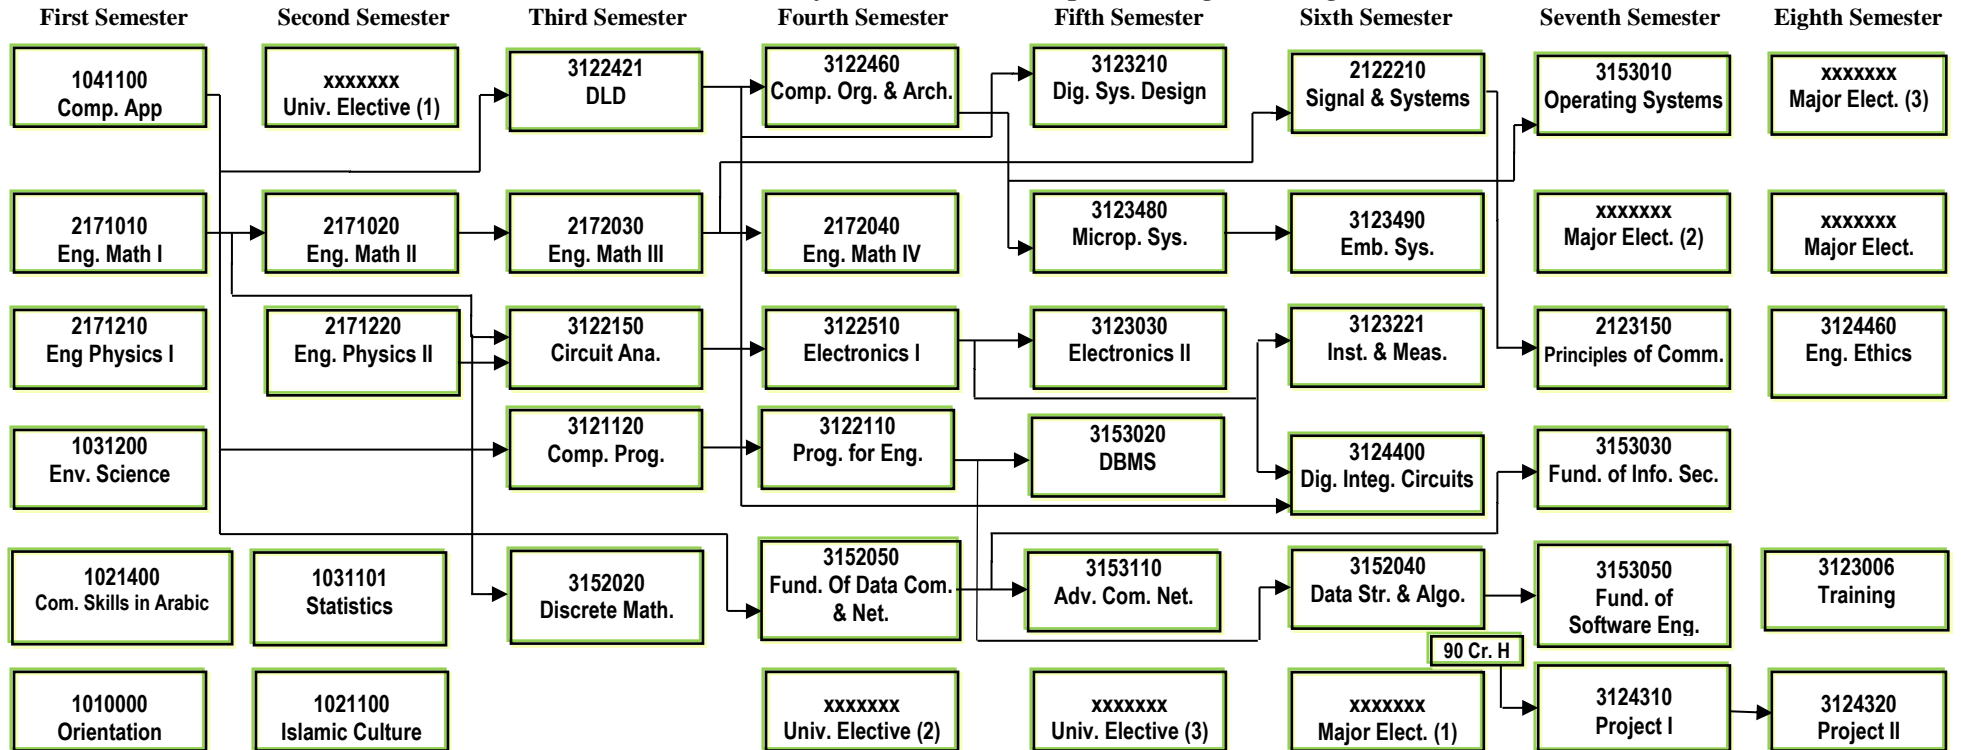 First Semester
Second Semester
Third Semester
Fourth Semester
Fifth Semester
Sixth Semester
Seventh Semester
Eighth Semester
1041100
Comp. App
xxxxxxx
Univ. Elective (1)
3122421
DLD
3122460
Comp. Org. & Arch.
3123210
Dig. Sys. Design
2122210
Signal & Systems
3153010
Operating Systems
xxxxxxx
Major Elect. (3)
2171010
Eng. Math I
2171020
Eng. Math II
2172030
Eng. Math III
2172040
Eng. Math IV
3123480
Microp. Sys.
3123490
Emb. Sys.
xxxxxxx
Major Elect. (2)
xxxxxxx
Major Elect.
2171210
Eng Physics I
2171220
Eng. Physics II
3122150
Circuit Ana.
3122510
Electronics I
3123030
Electronics II
3123221
Inst. & Meas.
2123150
Principles of Comm.
3124460
Eng. Ethics
1031200
Env. Science
3121120
Comp. Prog.
3122110
Prog. for Eng.
3153020
DBMS
3124400
Dig. Integ. Circuits
3153030
Fund. of Info. Sec.
1021400
Com. Skills in Arabic
1031101
Statistics
3152020
Discrete Math.
3152050
Fund. Of Data Com.
& Net.
3153110
Adv. Com. Net.
3152040
Data Str. & Algo.
3153050
Fund. of
Software Eng.
3123006
Training
90 Cr. H
1010000
Orientation
1021100
Islamic Culture
xxxxxxx
Univ. Elective (2)
xxxxxxx
Univ. Elective (3)
xxxxxxx
Major Elect. (1)
3124310
Project I
3124320
Project II